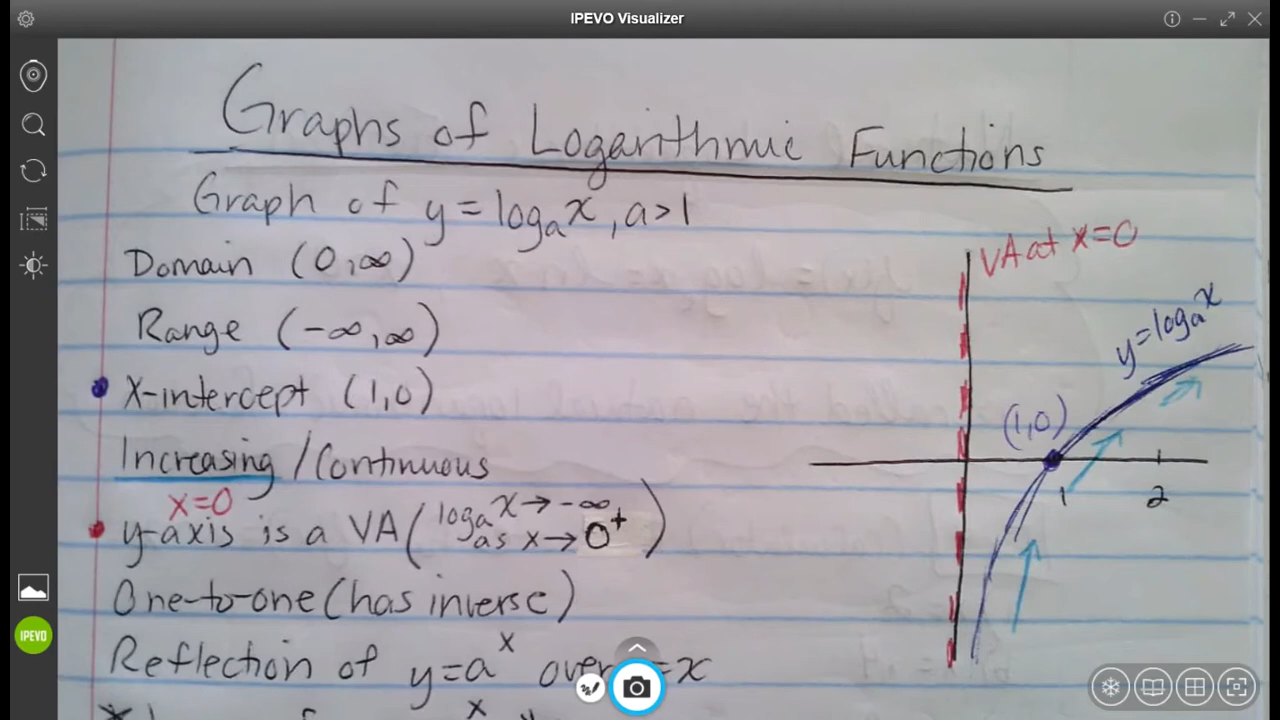 IPEVO Visualizer
Graphs of Logarithmic Functions
Graph of y = logₐx, a>1
Domain (0,∞)
Range (-∞,∞)
X-intercept (1,0)
Increasing/Continuous
x=0
y-axis is a VA (logₐx → -∞
as x → 0⁺)
One-to-one (has inverse)
Reflection of y=aˣ over =x
VA at x=0
y=logₐx
(1,0)
1
2
IPEVO